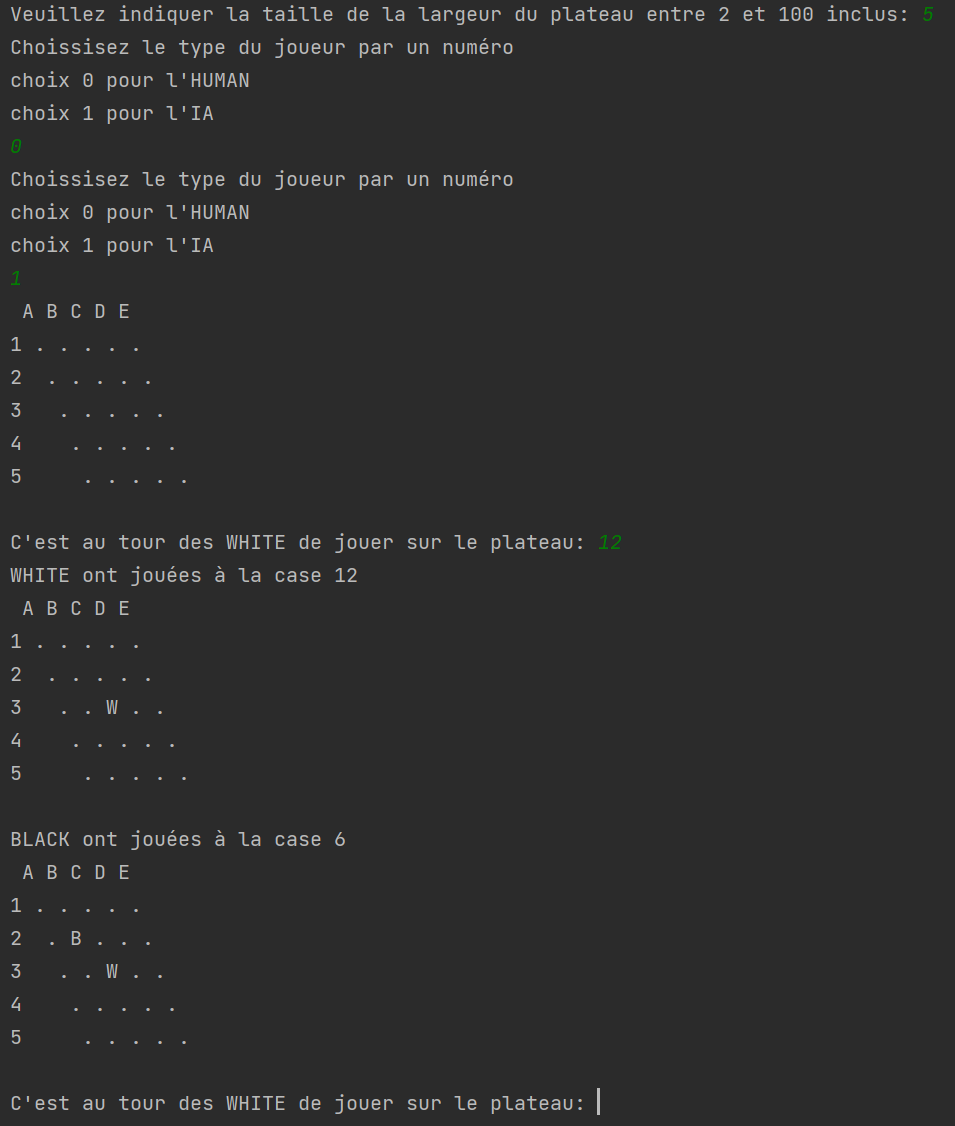 Veuillez indiquer la taille de la largeur du plateau entre 2 et 100 inclus: 5
Choissisez le type du joueur par un numéro
choix 0 pour l'HUMAN
choix 1 pour l'IA
0
Choissisez le type du joueur par un numéro
choix 0 pour l'HUMAN
choix 1 pour l'IA
1
 A B C D E
1 . . . . .
2  . . . . .
3   . . . . .
4    . . . . .
5     . . . . .

C'est au tour des WHITE de jouer sur le plateau: 12
WHITE ont jouées à la case 12
 A B C D E
1 . . . . .
2  . . . . .
3   . . W . .
4    . . . . .
5     . . . . .

BLACK ont jouées à la case 6
 A B C D E
1 . . . . .
2  . B . . .
3   . . W . .
4    . . . . .
5     . . . . .

C'est au tour des WHITE de jouer sur le plateau: